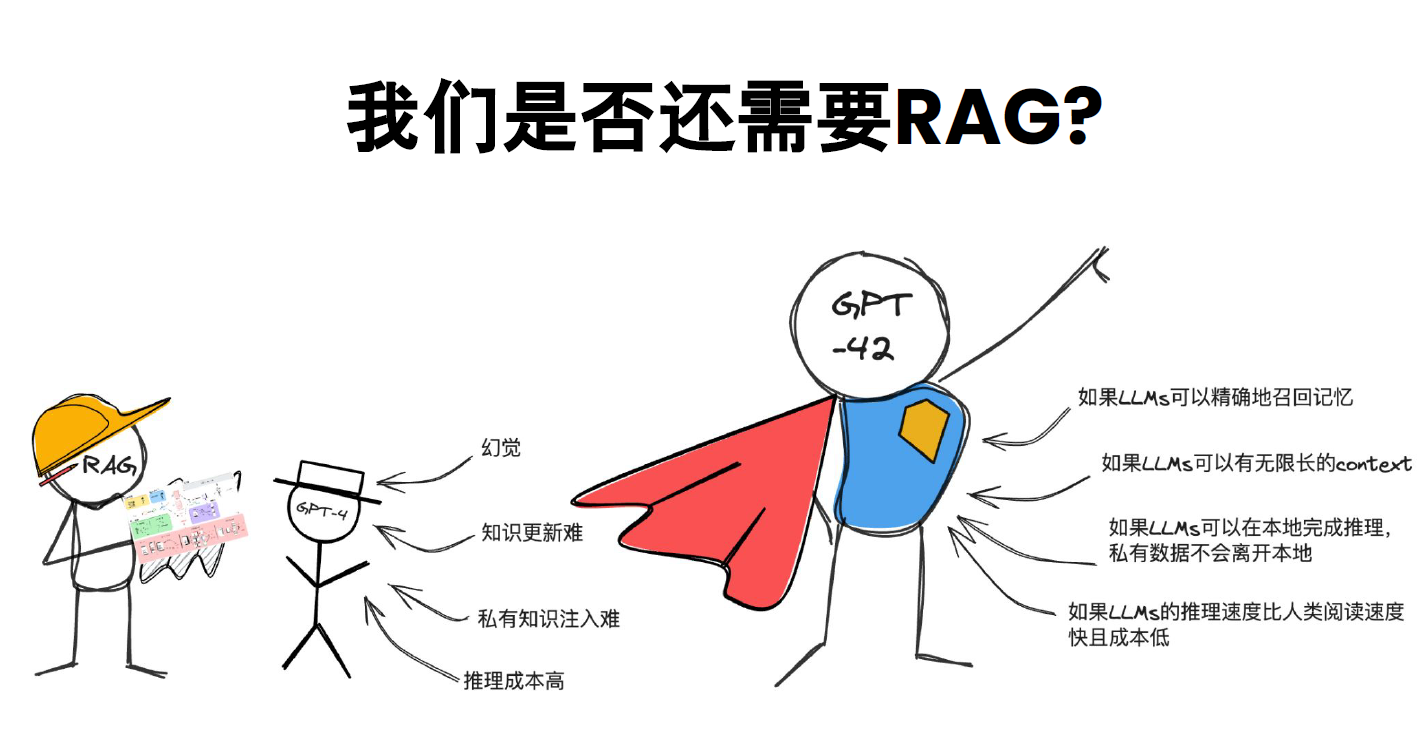 我们是否还需要RAG?
RAG
GPT-4
幻觉
知识更新难
私有知识注入难
推理成本高
GPT
-42
如果LLMs可以精确地召回记忆
如果LLMs可以有无限长的context
如果LLMs可以在本地完成推理，
私有数据不会离开本地
如果LLMs的推理速度比人类阅读速度
快且成本低